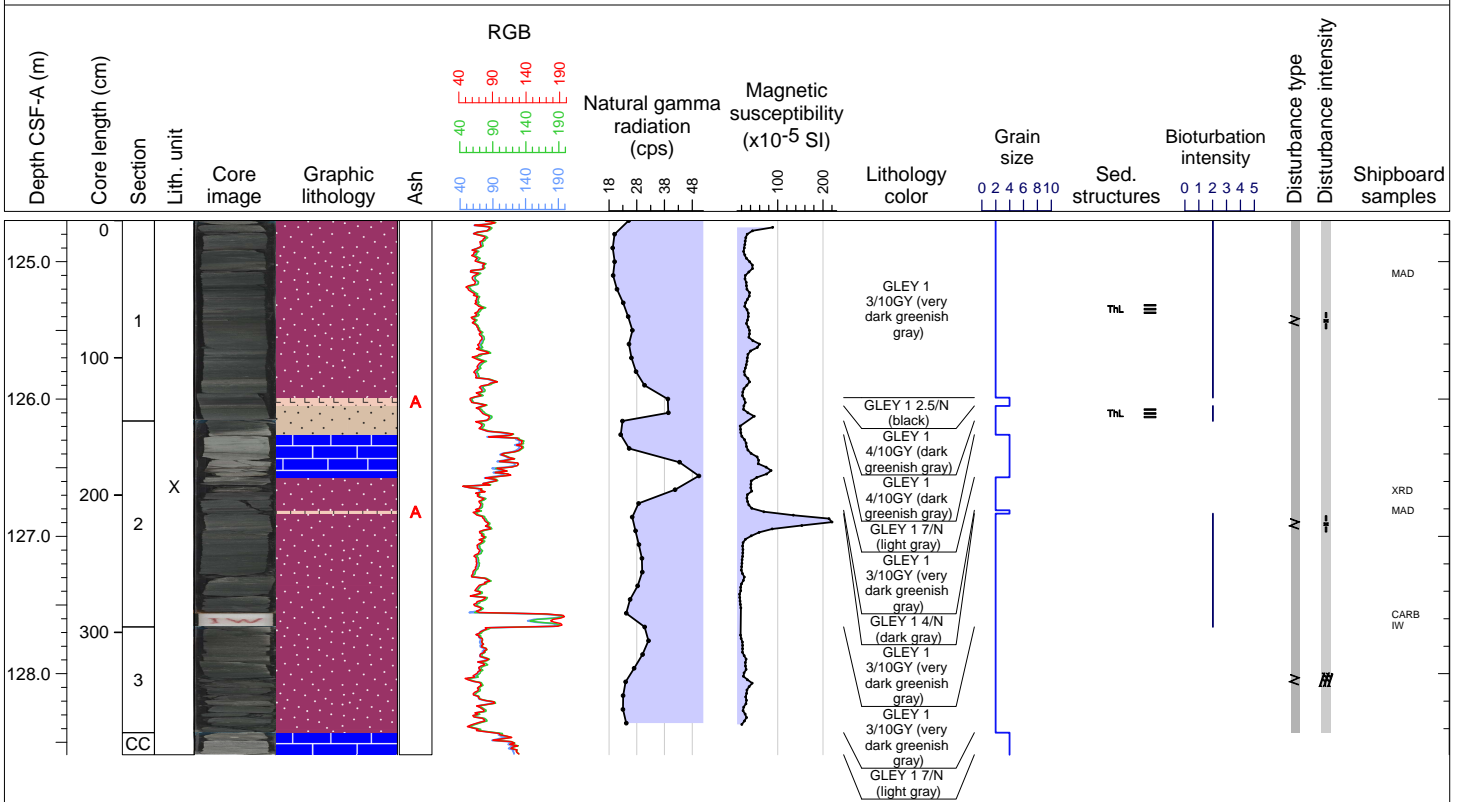 Depth CSF-A (m)
Core length (cm)
Section
Lith. unit
Core
image
Graphic
lithology
Ash
RGB
40 90 140 190
40 90 140 190
40 90 140 190
Natural gamma
radiation
(cps)
18 28 38 48
Magnetic
susceptibility
(x10-5 SI)
100 200
Lithology
color
Grain
size
0 2 4 6 8 10
Sed.
structures
Bioturbation
intensity
0 1 2 3 4 5
Disturbance type
Disturbance intensity
Shipboard
samples
125.0
126.0
127.0
128.0
0
100
200
300
1
2
3
CC
X
IW
A
A
GLEY 1
3/10GY (very
dark greenish
gray)
GLEY 1 2.5/N
(black)
GLEY 1
4/10GY (dark
greenish gray)
GLEY 1
4/10GY (dark
greenish gray)
GLEY 1 7/N
(light gray)
GLEY 1
3/10GY (very
dark greenish
gray)
GLEY 1 4/N
(dark gray)
GLEY 1
3/10GY (very
dark greenish
gray)
GLEY 1
3/10GY (very
dark greenish
gray)
GLEY 1 7/N
(light gray)
ThL
ThL
MAD
XRD
MAD
CARB
IW